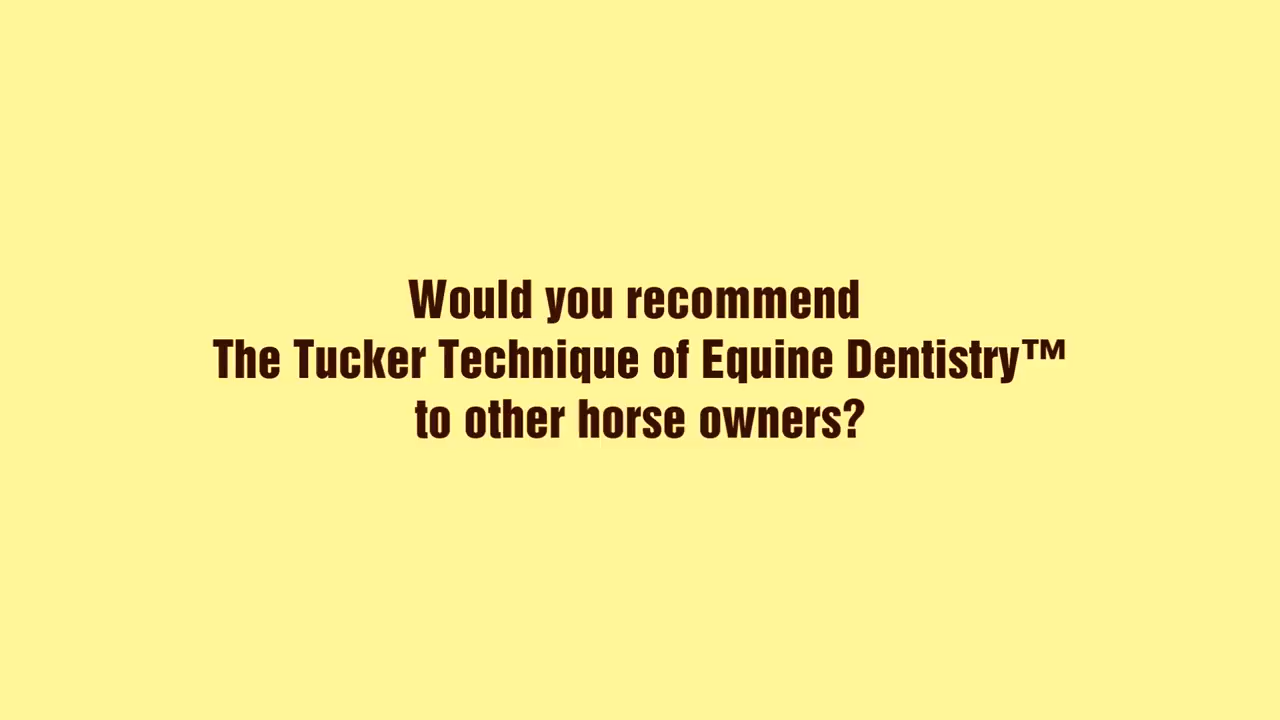 Would you recommend
The Tucker Technique of Equine Dentistry™
to other horse owners?